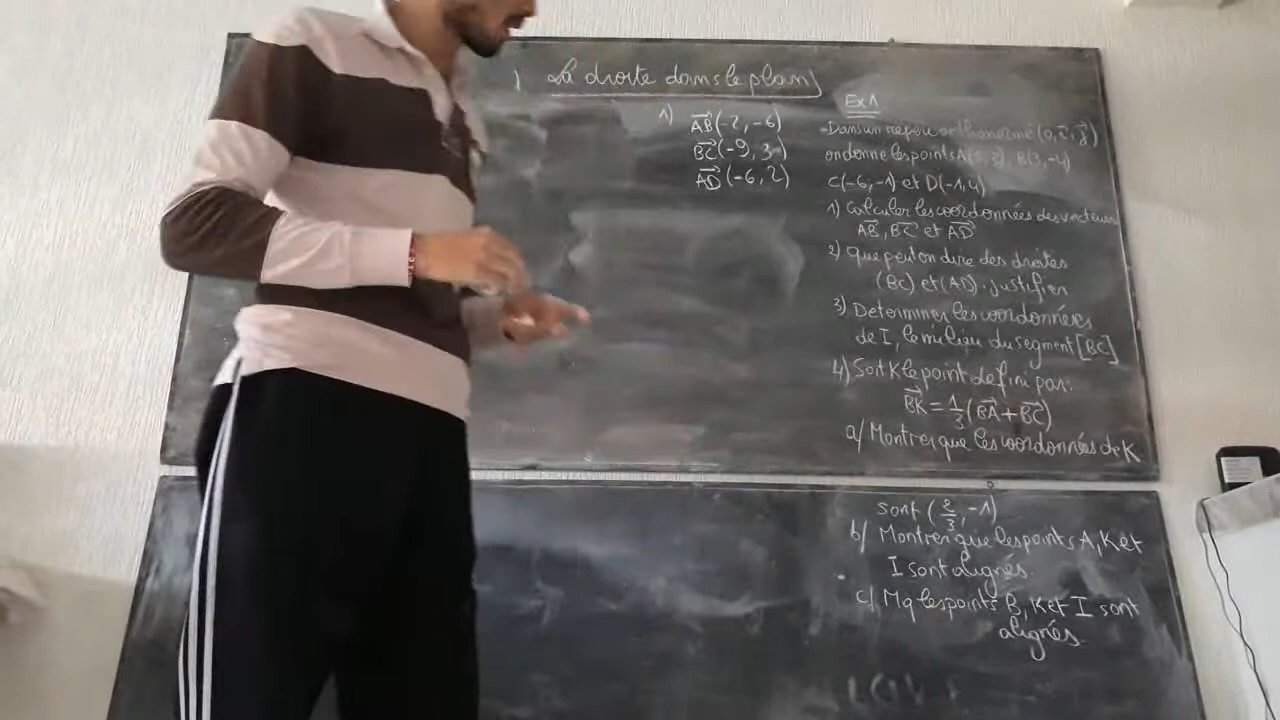 ) La droite dans le plan)
1) AB(-2, -6)
BC(-9, 3)
AD(-6, 2)
Ex 1
-Dans un repère orthonormé (o, i, j)
on donne les points A(5, 2), B(3, -4)
C(-6, -1) et D(-1, 4)
1) Calculer les coordonnées des vecteurs
AB, BC et AD
2) Que peut on dire des droites
(BC) et (AD). justifier
3) Determiner les coordonnées
de I, le milieu du segment [BC]
4) Soit K le point defini par:
BK = 1/3 (BA + BC)
a/ Montrer que les coordonnées de K
sont (2/3, -1)
b/ Montrer que les points A, K et
I sont alignés
c/ Mq les points B, K et I sont
alignés.